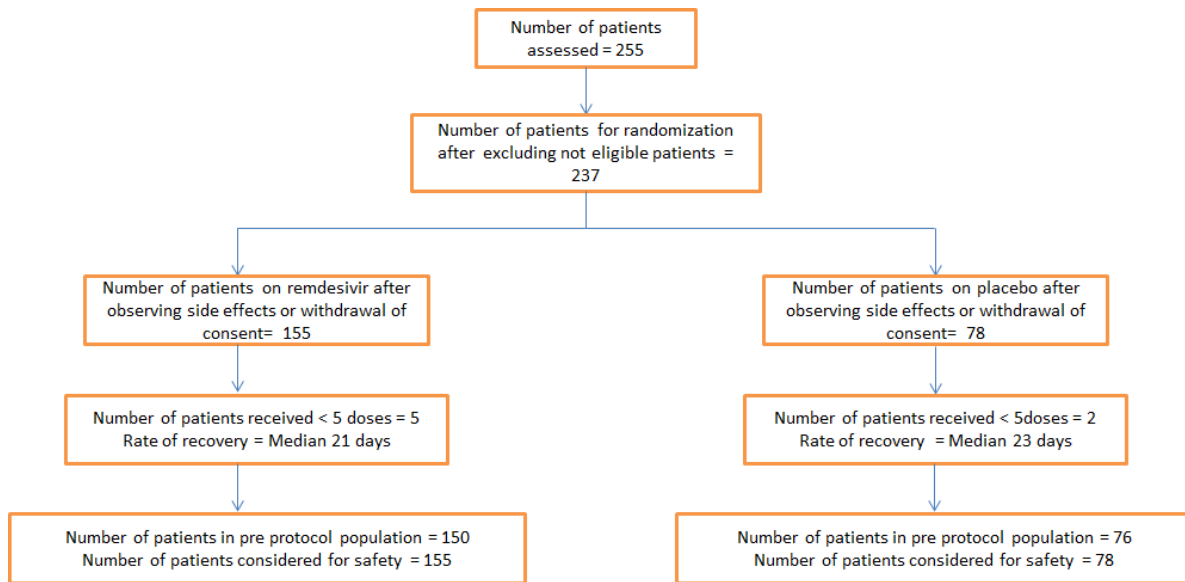 Number of patients
assessed = 255
Number of patients for randomization
after excluding not eligible patients =
237
Number of patients on remdesivir after
observing side effects or withdrawal of
consent= 155
Number of patients on placebo after
observing side effects or withdrawal of
consent= 78
Number of patients received < 5 doses = 5
Rate of recovery = Median 21 days
Number of patients received < 5doses = 2
Rate of recovery = Median 23 days
Number of patients in pre protocol population = 150
Number of patients considered for safety = 155
Number of patients in pre protocol population = 76
Number of patients considered for safety = 78